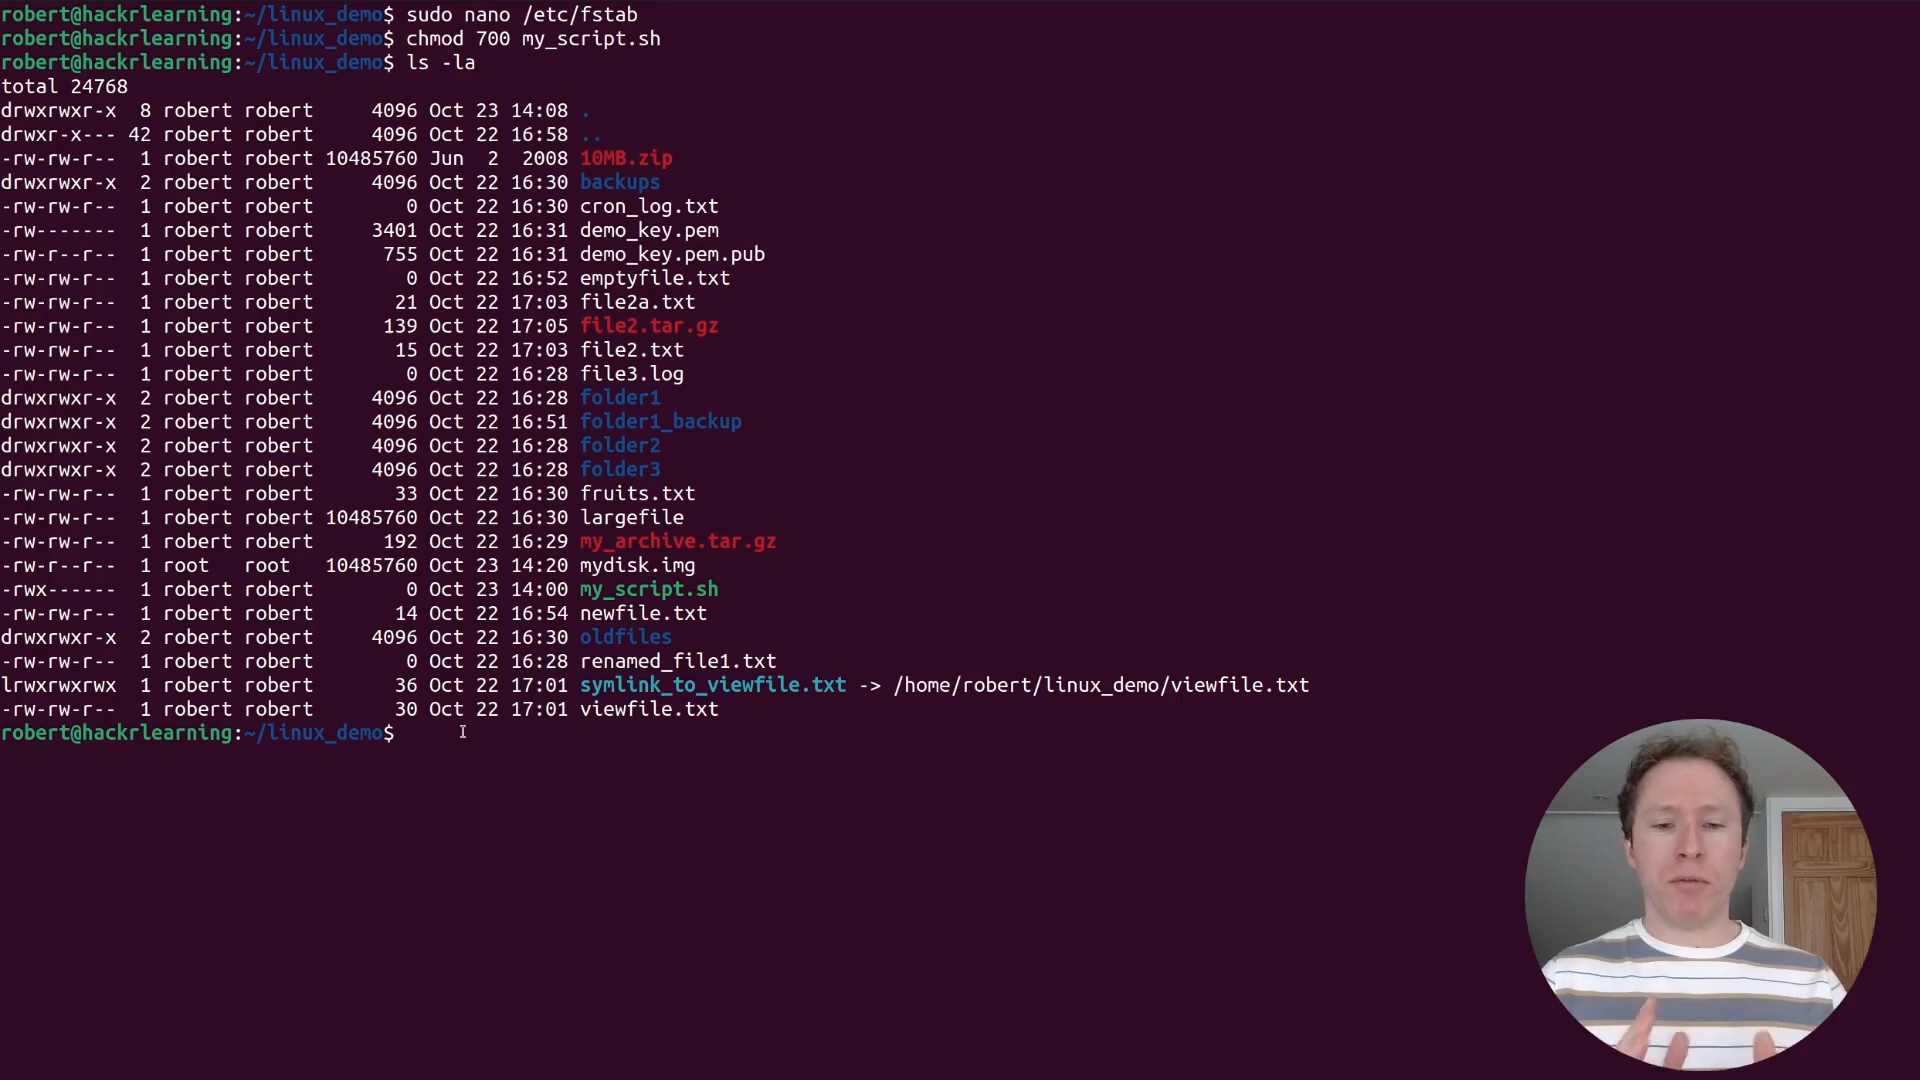 robert@hackrlearning:~/linux_demo$ sudo nano /etc/fstab
robert@hackrlearning:~/linux_demo$ chmod 700 my_script.sh
robert@hackrlearning:~/linux_demo$ ls -la
total 24768
drwxrwxr-x  8 robert robert     4096 Oct 23 14:08 .
drwxr-x--- 42 robert robert     4096 Oct 22 16:58 ..
-rw-rw-r--  1 robert robert 10485760 Jun  2  2008 10MB.zip
drwxrwxr-x  2 robert robert     4096 Oct 22 16:30 backups
-rw-rw-r--  1 robert robert        0 Oct 22 16:30 cron_log.txt
-rw-------  1 robert robert     3401 Oct 22 16:31 demo_key.pem
-rw-r--r--  1 robert robert      755 Oct 22 16:31 demo_key.pem.pub
-rw-rw-r--  1 robert robert        0 Oct 22 16:52 emptyfile.txt
-rw-rw-r--  1 robert robert       21 Oct 22 17:03 file2a.txt
-rw-rw-r--  1 robert robert      139 Oct 22 17:05 file2.tar.gz
-rw-rw-r--  1 robert robert       15 Oct 22 17:03 file2.txt
-rw-rw-r--  1 robert robert        0 Oct 22 16:28 file3.log
drwxrwxr-x  2 robert robert     4096 Oct 22 16:28 folder1
drwxrwxr-x  2 robert robert     4096 Oct 22 16:51 folder1_backup
drwxrwxr-x  2 robert robert     4096 Oct 22 16:28 folder2
drwxrwxr-x  2 robert robert     4096 Oct 22 16:28 folder3
-rw-rw-r--  1 robert robert       33 Oct 22 16:30 fruits.txt
-rw-rw-r--  1 robert robert 10485760 Oct 22 16:30 largefile
-rw-rw-r--  1 robert robert      192 Oct 22 16:29 my_archive.tar.gz
-rw-r--r--  1 root   root   10485760 Oct 23 14:20 mydisk.img
-rwx------  1 robert robert        0 Oct 23 14:00 my_script.sh
-rw-rw-r--  1 robert robert       14 Oct 22 16:54 newfile.txt
drwxrwxr-x  2 robert robert     4096 Oct 22 16:30 oldfiles
-rw-rw-r--  1 robert robert        0 Oct 22 16:28 renamed_file1.txt
lrwxrwxrwx  1 robert robert       36 Oct 22 17:01 symlink_to_viewfile.txt -> /home/robert/linux_demo/viewfile.txt
-rw-rw-r--  1 robert robert       30 Oct 22 17:01 viewfile.txt
robert@hackrlearning:~/linux_demo$